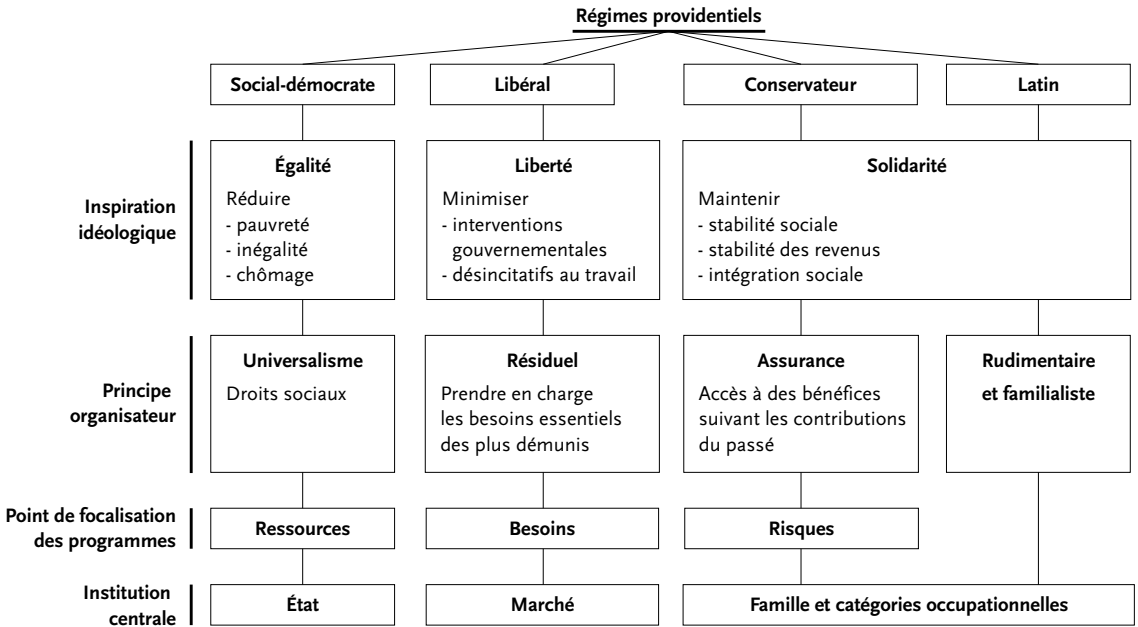 Régimes providentiels
Social-démocrate
Libéral
Conservateur
Latin
Inspiration
idéologique
Égalité
Réduire
- pauvreté
- inégalité
- chômage
Liberté
Minimiser
- interventions
gouvernementales
- désincitatifs au travail
Solidarité
Maintenir
- stabilité sociale
- stabilité des revenus
- intégration sociale
Principe
organisateur
Universalisme
Droits sociaux
Résiduel
Prendre en charge
les besoins essentiels
des plus démunis
Assurance
Accès à des bénéfices
suivant les contributions
du passé
Rudimentaire
et familialiste
Point de focalisation
des programmes
Ressources
Besoins
Risques
Institution
centrale
État
Marché
Famille et catégories occupationnelles